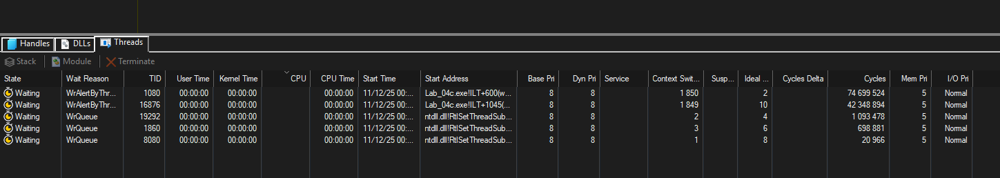 Handles DLLs Threads
Stack Module Terminate
State Wait Reason TID User Time Kernel Time CPU CPU Time Start Time Start Address Base Pri Dyn Pri Service Context Swit... Susp... Ideal ... Cycles Delta Cycles Mem Pri I/O Pri
Waiting WrAlertByThr... 1080 00:00:00 00:00:00 00:00:00 11/12/25 00:... Lab_04c.exe!ILT+600(w... 8 8 1 850 2 74 699 524 5 Normal
Waiting WrAlertByThr... 16876 00:00:00 00:00:00 00:00:00 11/12/25 00:... Lab_04c.exe!ILT+1045(... 8 8 1 849 10 42 348 894 5 Normal
Waiting WrQueue 19292 00:00:00 00:00:00 00:00:00 11/12/25 00:... ntdll.dll!RtlSetThreadSub... 8 8 2 4 1 093 478 5 Normal
Waiting WrQueue 1860 00:00:00 00:00:00 00:00:00 11/12/25 00:... ntdll.dll!RtlSetThreadSub... 8 8 3 6 698 881 5 Normal
Waiting WrQueue 8080 00:00:00 00:00:00 00:00:00 11/12/25 00:... ntdll.dll!RtlSetThreadSub... 8 8 1 8 20 966 5 Normal